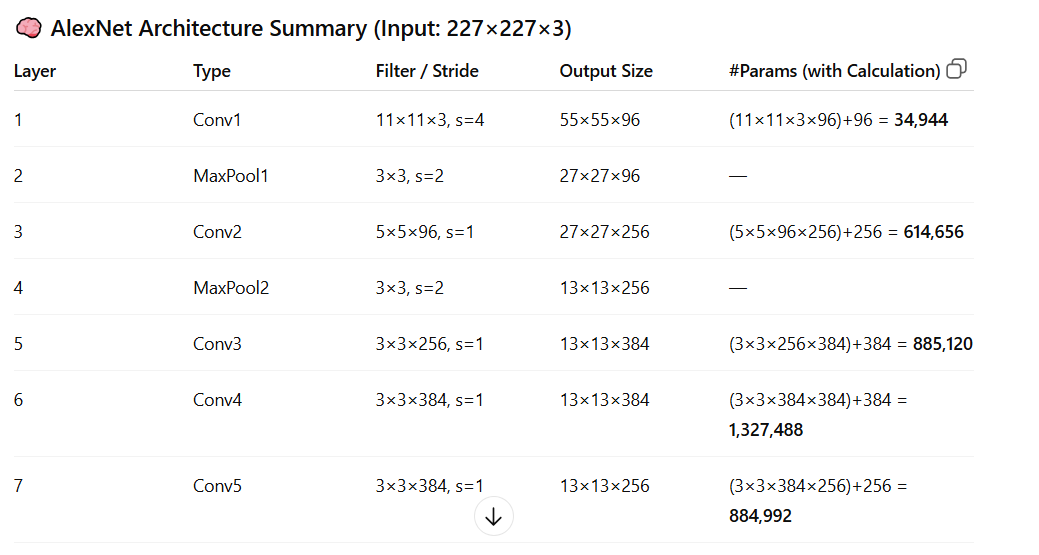 🧠 AlexNet Architecture Summary (Input: 227×227×3)
Layer Type Filter / Stride Output Size #Params (with Calculation)
1 Conv1 11×11×3, s=4 55×55×96 (11×11×3×96)+96 = 34,944
2 MaxPool1 3×3, s=2 27×27×96 —
3 Conv2 5×5×96, s=1 27×27×256 (5×5×96×256)+256 = 614,656
4 MaxPool2 3×3, s=2 13×13×256 —
5 Conv3 3×3×256, s=1 13×13×384 (3×3×256×384)+384 = 885,120
6 Conv4 3×3×384, s=1 13×13×384 (3×3×384×384)+384 =
1,327,488
7 Conv5 3×3×384, s=1 13×13×256 (3×3×384×256)+256 =
884,992